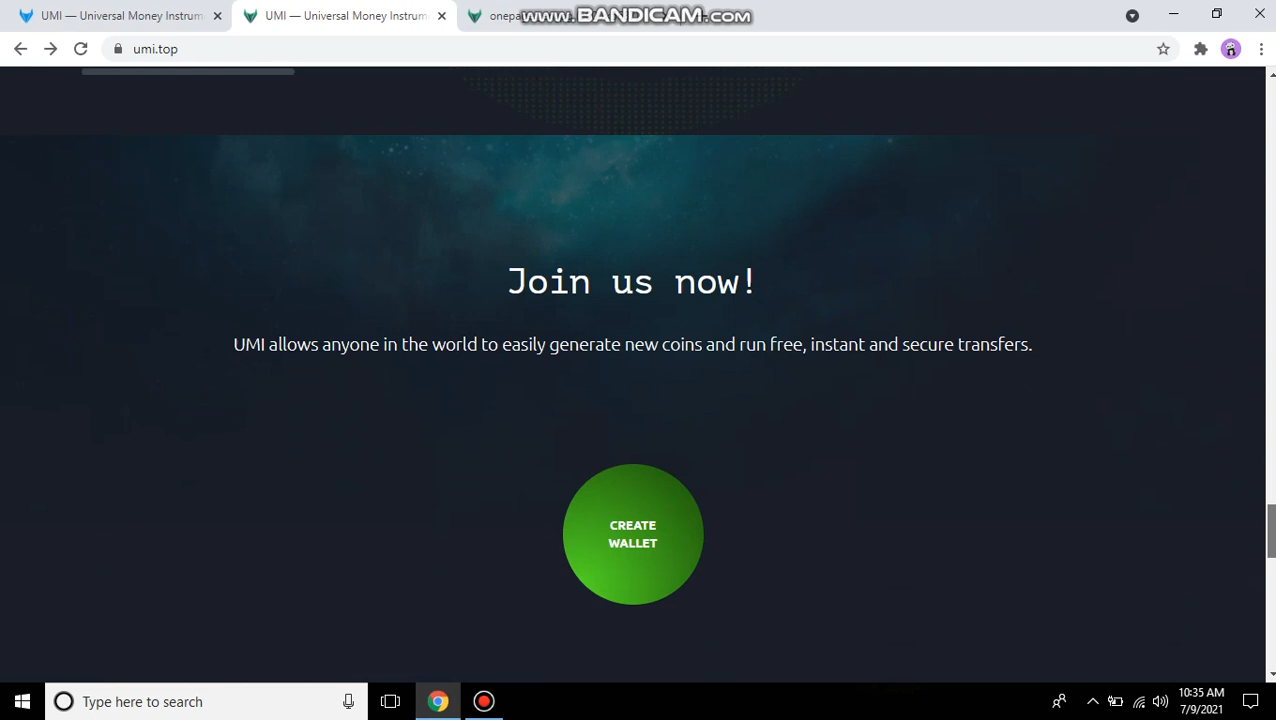 UMI — Universal Money Instrum
UMI — Universal Money Instrum
onepa
www.BANDICAM.com
umi.top
Join us now!
UMI allows anyone in the world to easily generate new coins and run free, instant and secure transfers.
CREATE
WALLET
Type here to search
10:35 AM
7/9/2021